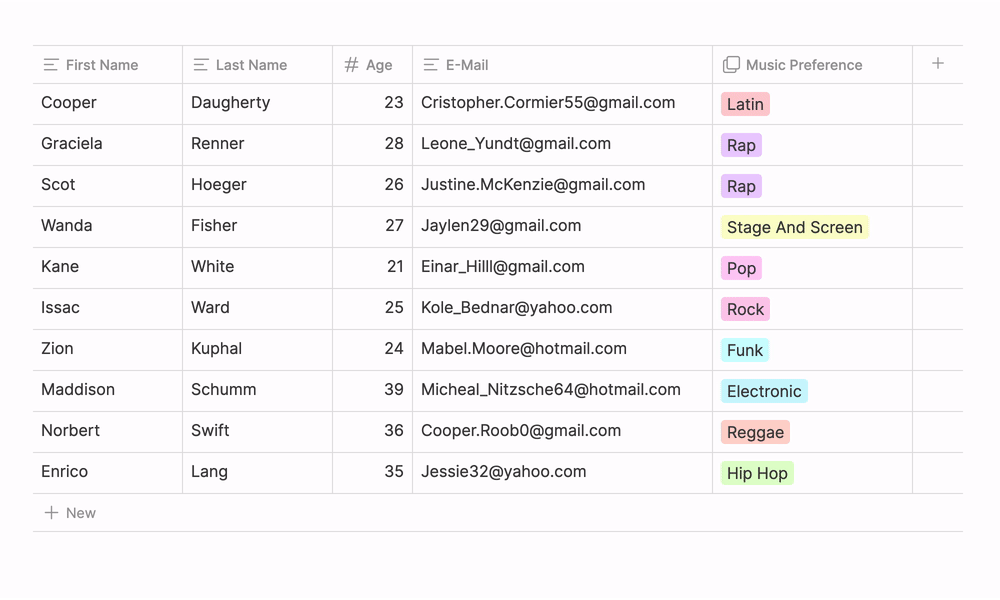 First Name Last Name # Age E-Mail Music Preference +
Cooper Daugherty 23 Cristopher.Cormier55@gmail.com Latin
Graciela Renner 28 Leone_Yundt@gmail.com Rap
Scot Hoeger 26 Justine.McKenzie@gmail.com Rap
Wanda Fisher 27 Jaylen29@gmail.com Stage And Screen
Kane White 21 Einar_Hilll@gmail.com Pop
Issac Ward 25 Kole_Bednar@yahoo.com Rock
Zion Kuphal 24 Mabel.Moore@hotmail.com Funk
Maddison Schumm 39 Micheal_Nitzsche64@hotmail.com Electronic
Norbert Swift 36 Cooper.Roob0@gmail.com Reggae
Enrico Lang 35 Jessie32@yahoo.com Hip Hop
+ New